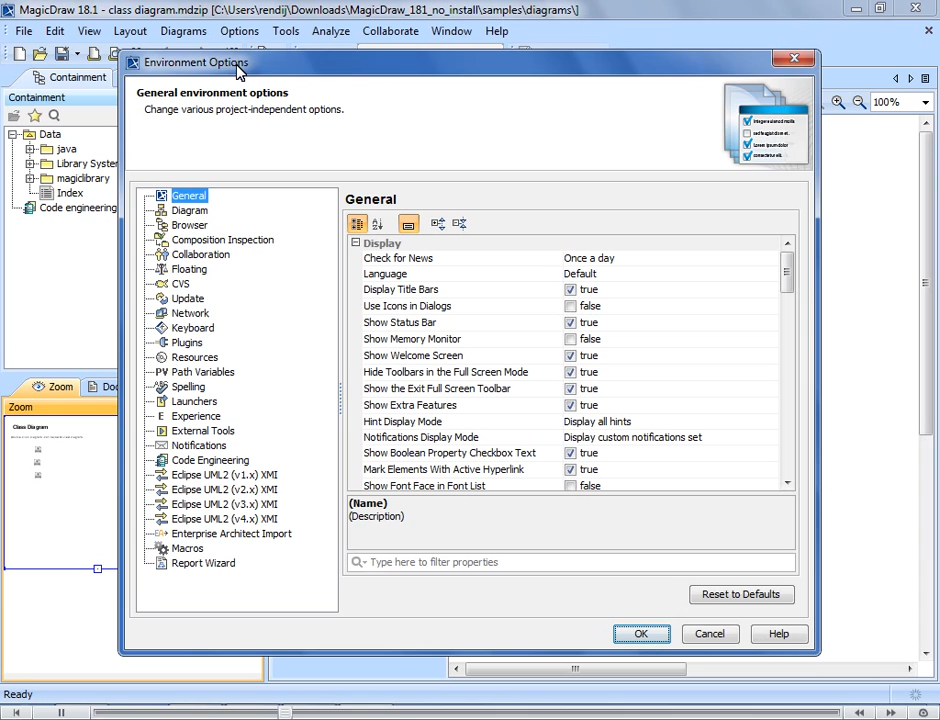 MagicDraw 18.1 - class diagram.mdzip [C:\Users\rendij\Downloads\MagicDraw_181_no_install\samples\diagrams\]
File Edit View Layout Diagrams Options Tools Analyze Collaborate Window Help
Containment
Containment
100%
Data
java
Library System
magiclibrary
Index
Code engineering
Zoom
Zoom
Class Diagram
Environment Options
General environment options
Change various project-independent options.
General
Diagram
Browser
Composition Inspection
Collaboration
Floating
CVS
Update
Network
Keyboard
Plugins
Resources
Path Variables
Spelling
Launchers
Experience
External Tools
Notifications
Code Engineering
Eclipse UML2 (v1.x) XMI
Eclipse UML2 (v2.x) XMI
Eclipse UML2 (v3.x) XMI
Eclipse UML2 (v4.x) XMI
Enterprise Architect Import
Macros
Report Wizard
General
Display
Check for News Once a day
Language Default
Display Title Bars true
Use Icons in Dialogs false
Show Status Bar true
Show Memory Monitor false
Show Welcome Screen true
Hide Toolbars in the Full Screen Mode true
Show the Exit Full Screen Toolbar true
Show Extra Features true
Hint Display Mode Display all hints
Notifications Display Mode Display custom notifications set
Show Boolean Property Checkbox Text true
Mark Elements With Active Hyperlink true
Show Font Face in Font List false
(Name)
(Description)
Type here to filter properties
Reset to Defaults
OK Cancel Help
Ready